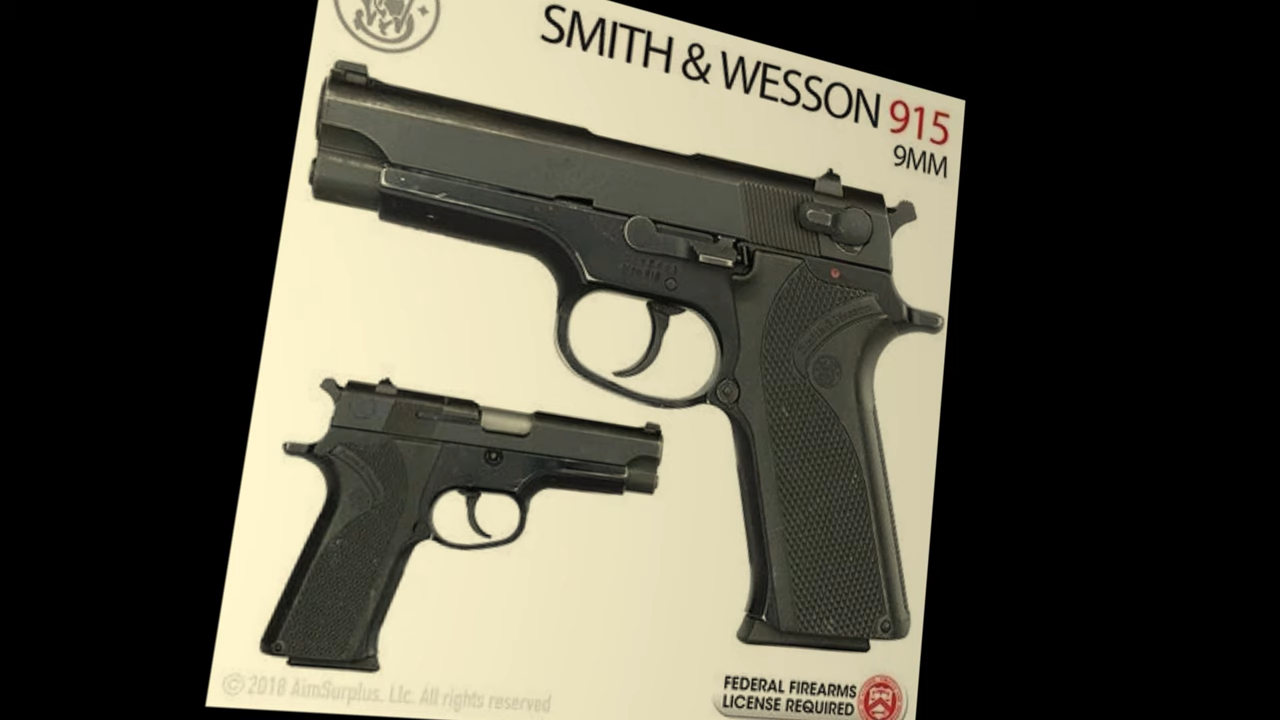 SMITH & WESSON 915
9MM
© 2018 AimSurplus, Llc. All rights reserved
FEDERAL FIREARMS
LICENSE REQUIRED